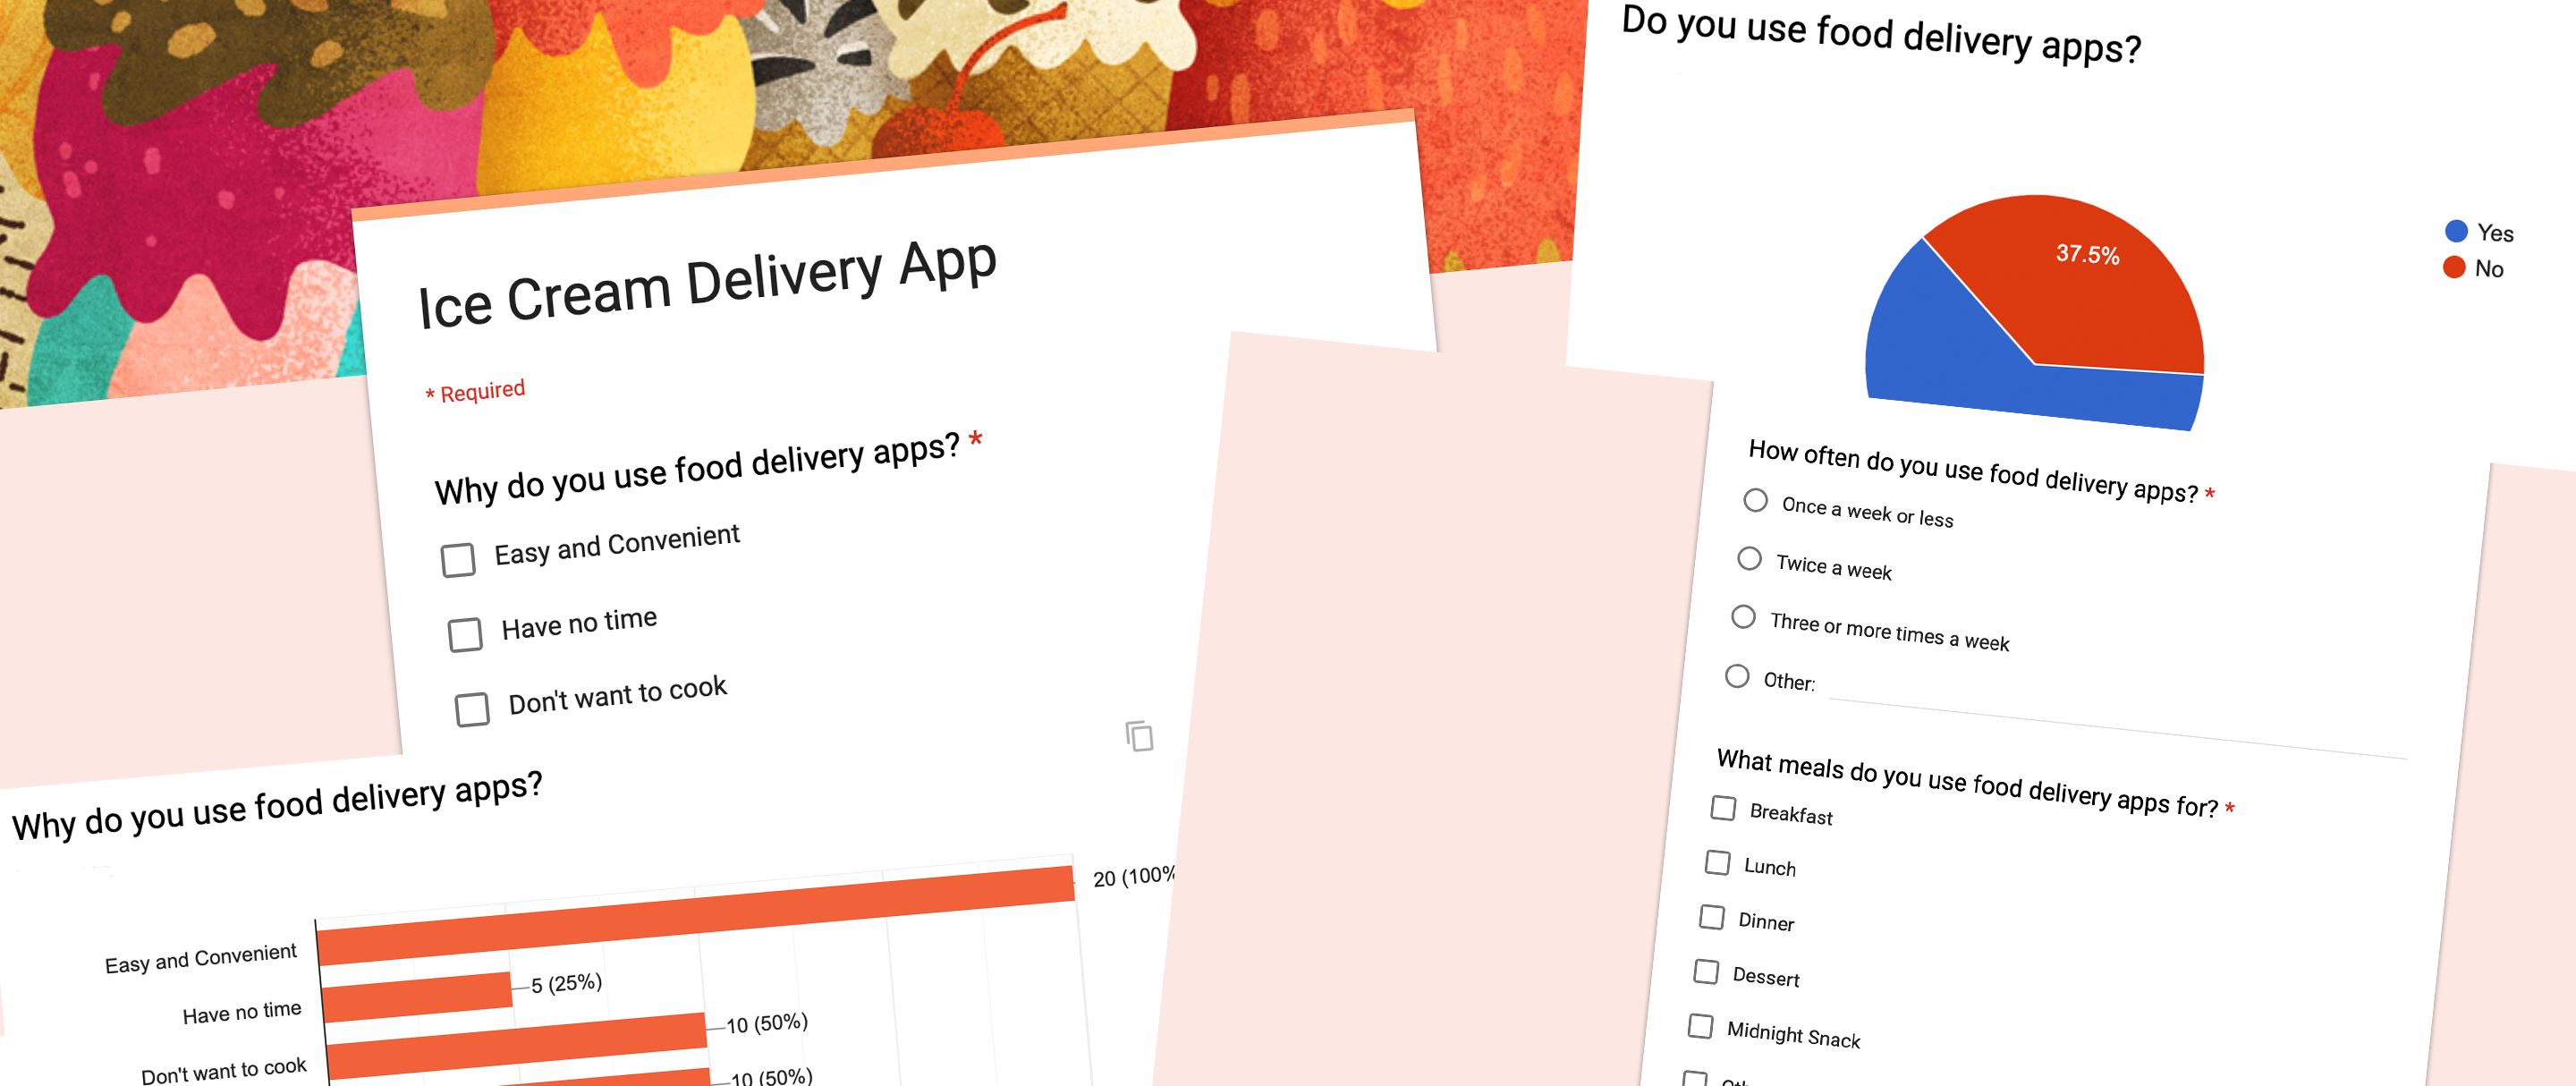 Ice Cream Delivery App
* Required
Why do you use food delivery apps? *
Easy and Convenient
Have no time
Don't want to cook
Why do you use food delivery apps?
Easy and Convenient
20 (100%
Have no time
5 (25%)
Don't want to cook
10 (50%)
10 (50%)
Do you use food delivery apps?
37.5%
Yes
No
How often do you use food delivery apps? *
Once a week or less
Twice a week
Three or more times a week
Other:
What meals do you use food delivery apps for? *
Breakfast
Lunch
Dinner
Dessert
Midnight Snack